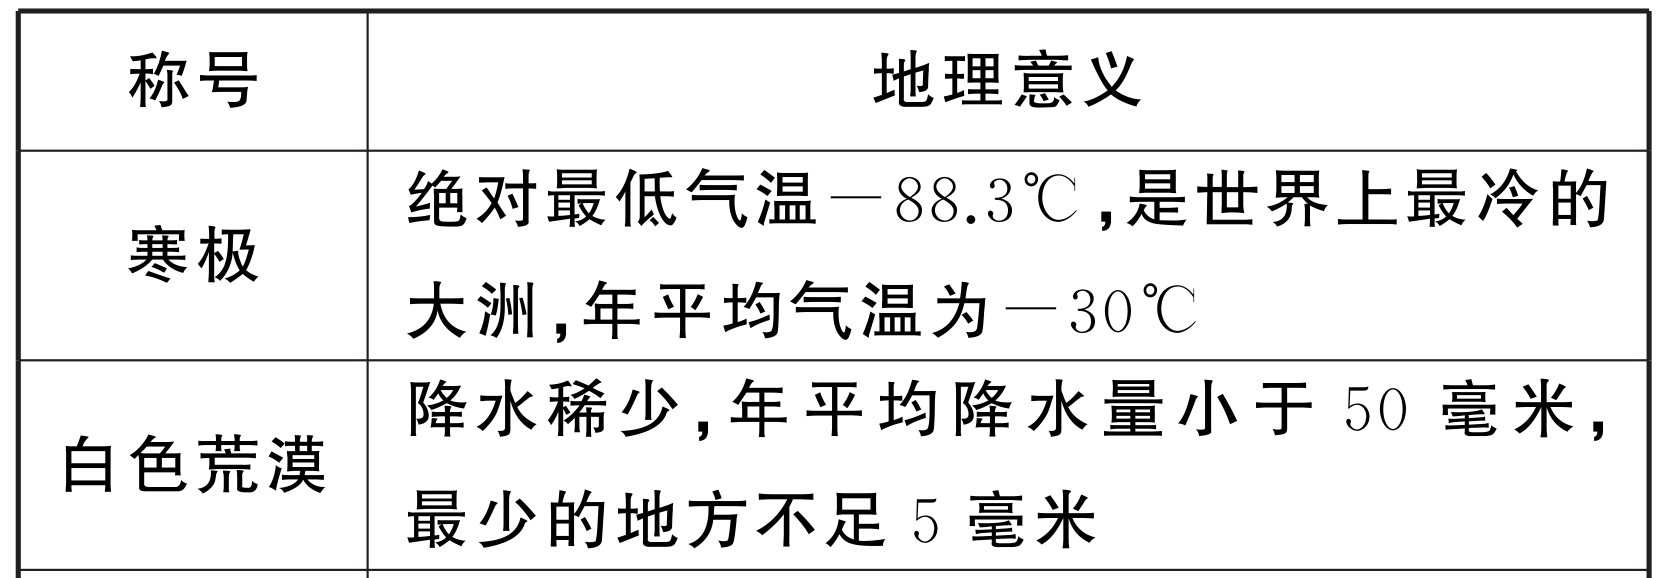 称号 地理意义
寒极 绝对最低气温－88.3℃,是世界上最冷的
大洲,年平均气温为－30℃
白色荒漠 降水稀少,年平均降水量小于 50 毫米,
最少的地方不足 5 毫米